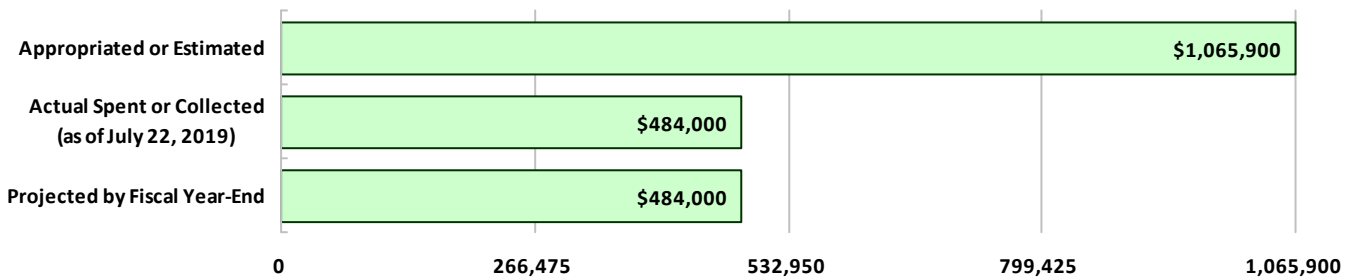 Appropriated or Estimated
$1,065,900
Actual Spent or Collected
(as of July 22, 2019)
$484,000
Projected by Fiscal Year-End
$484,000
0 266,475 532,950 799,425 1,065,900